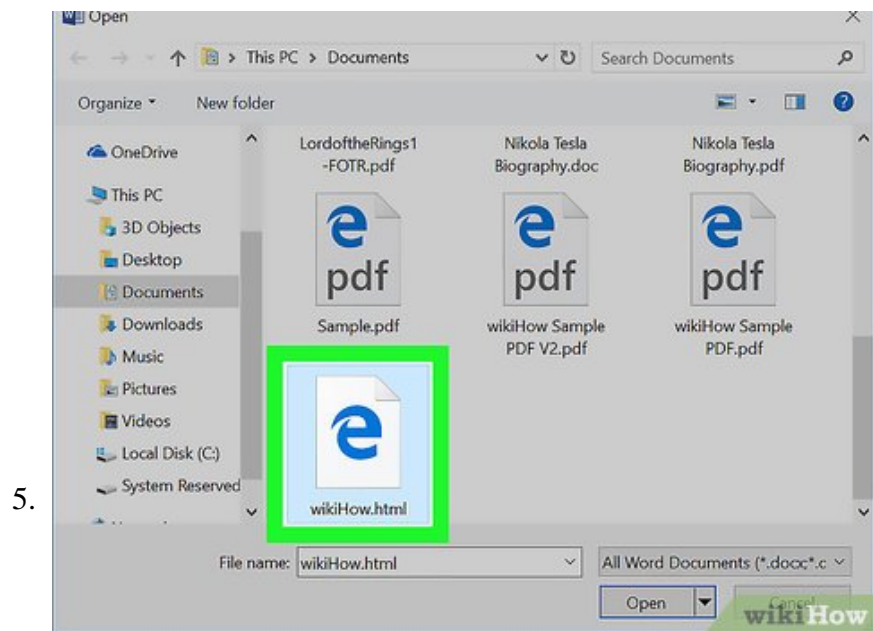 Open
This PC > Documents
Search Documents
Organize
New folder
OneDrive
This PC
3D Objects
Desktop
Documents
Downloads
Music
Pictures
Videos
Local Disk (C:)
System Reserved
LordoftheRings1
-FOTR.pdf
Nikola Tesla
Biography.doc
Nikola Tesla
Biography.pdf
pdf
Sample.pdf
pdf
wikiHow Sample
PDF V2.pdf
pdf
wikiHow Sample
PDF.pdf
wikiHow.html
5.
File name: wikiHow.html
All Word Documents (*.docx;*.c
Open
Cancel
wikiHow